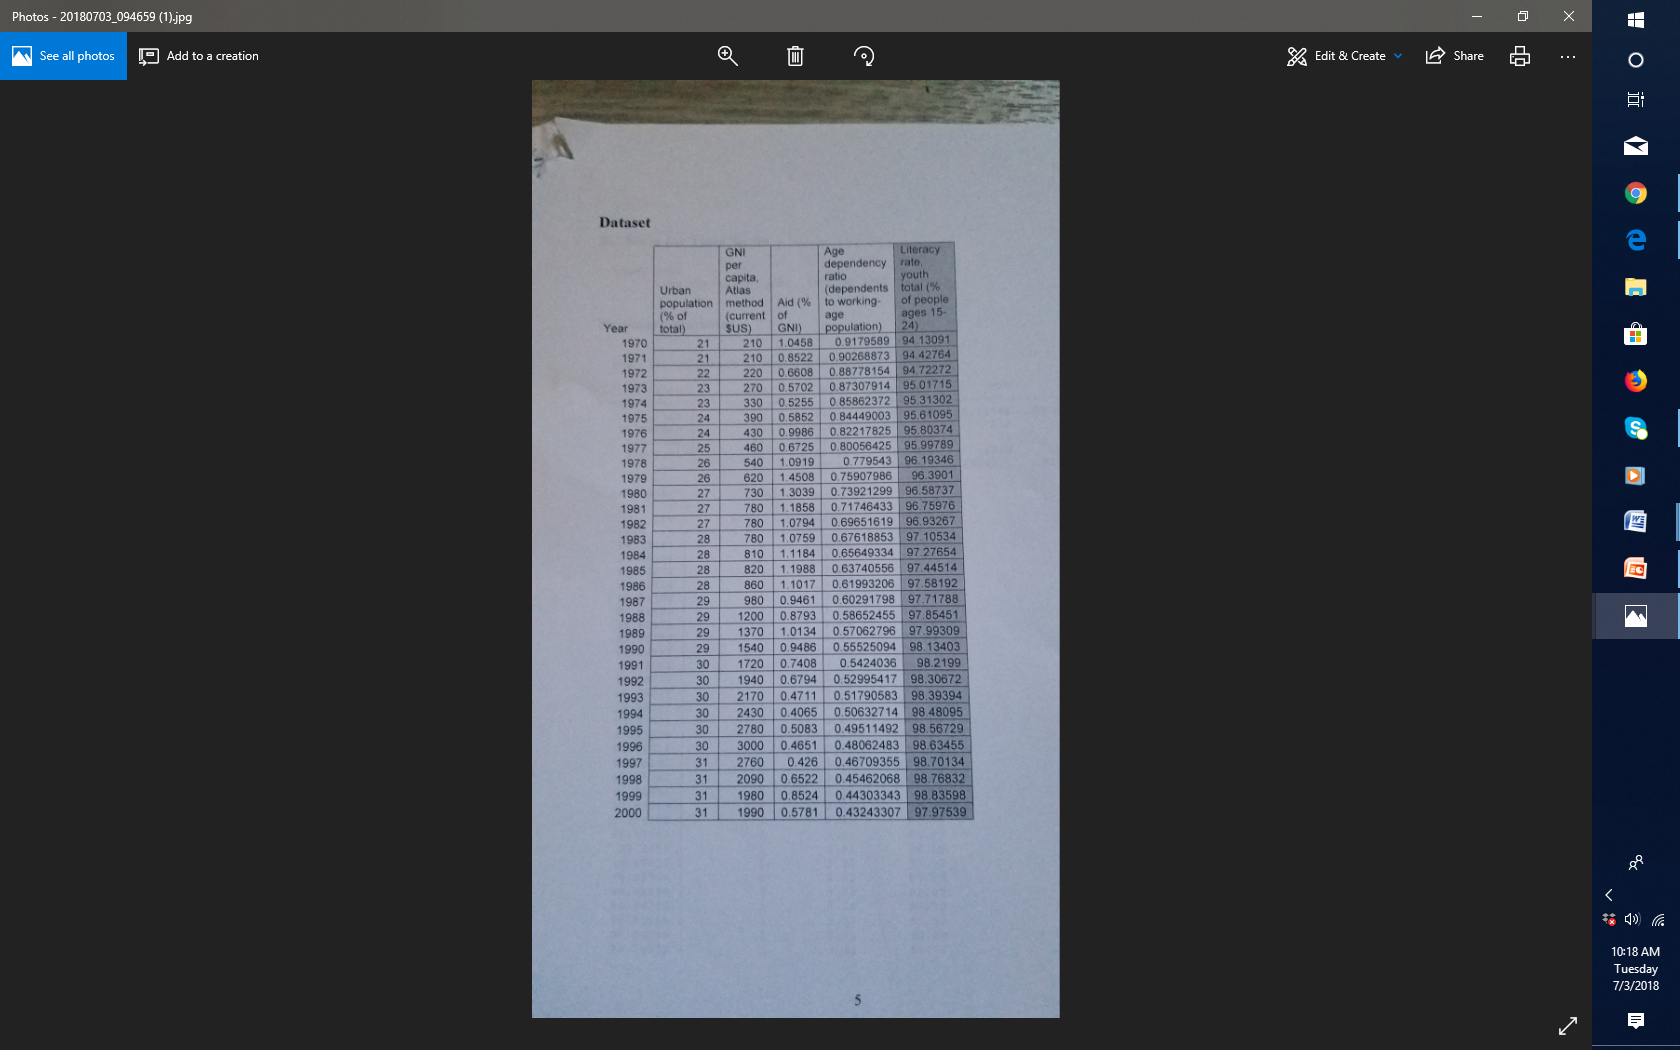 Photos - 20180703_094659 (1).jpg
See all photos
Add to a creation
Edit & Create
Share
Dataset
Year
Urban
population
(% of
total)
GNI
per
capita,
Atlas
method
(current
$US)
Aid (%
of
GNI)
Age
dependency
ratio
(dependents
to working-
age
population)
Literacy
rate,
youth
total (%
of people
ages 15-
24)
1970 21 210 1.0458 0.9179589 94.13091
1971 21 210 0.8522 0.90268873 94.42764
1972 22 220 0.6608 0.88778154 94.72272
1973 23 270 0.5702 0.87307914 95.01715
1974 23 330 0.5255 0.85862372 95.31302
1975 24 390 0.5852 0.84449003 95.61095
1976 24 430 0.9986 0.82217825 95.80374
1977 25 460 0.6725 0.80056425 95.99789
1978 26 540 1.0919 0.779543 96.19346
1979 26 620 1.4508 0.75907986 96.3901
1980 27 730 1.3039 0.73921299 96.58737
1981 27 780 1.1858 0.71746433 96.75976
1982 27 780 1.0794 0.69651619 96.93267
1983 28 780 1.0759 0.67618853 97.10534
1984 28 810 1.1184 0.65649334 97.27654
1985 28 820 1.1988 0.63740556 97.44514
1986 28 860 1.1017 0.61993206 97.58192
1987 29 980 0.9461 0.60291798 97.71788
1988 29 1200 0.8793 0.58652455 97.85451
1989 29 1370 1.0134 0.57062796 97.99309
1990 29 1540 0.9486 0.55525094 98.13403
1991 30 1720 0.7408 0.5424036 98.2199
1992 30 1940 0.6794 0.52995417 98.30672
1993 30 2170 0.4711 0.51790583 98.39394
1994 30 2430 0.4065 0.50632714 98.48095
1995 30 2780 0.5083 0.49511492 98.56729
1996 30 3000 0.4651 0.48062483 98.63455
1997 31 2760 0.426 0.46709355 98.70134
1998 31 2090 0.6522 0.45462068 98.76832
1999 31 1980 0.8524 0.44303343 98.83598
2000 31 1990 0.5781 0.43243307 97.97539
5
10:18 AM
Tuesday
7/3/2018